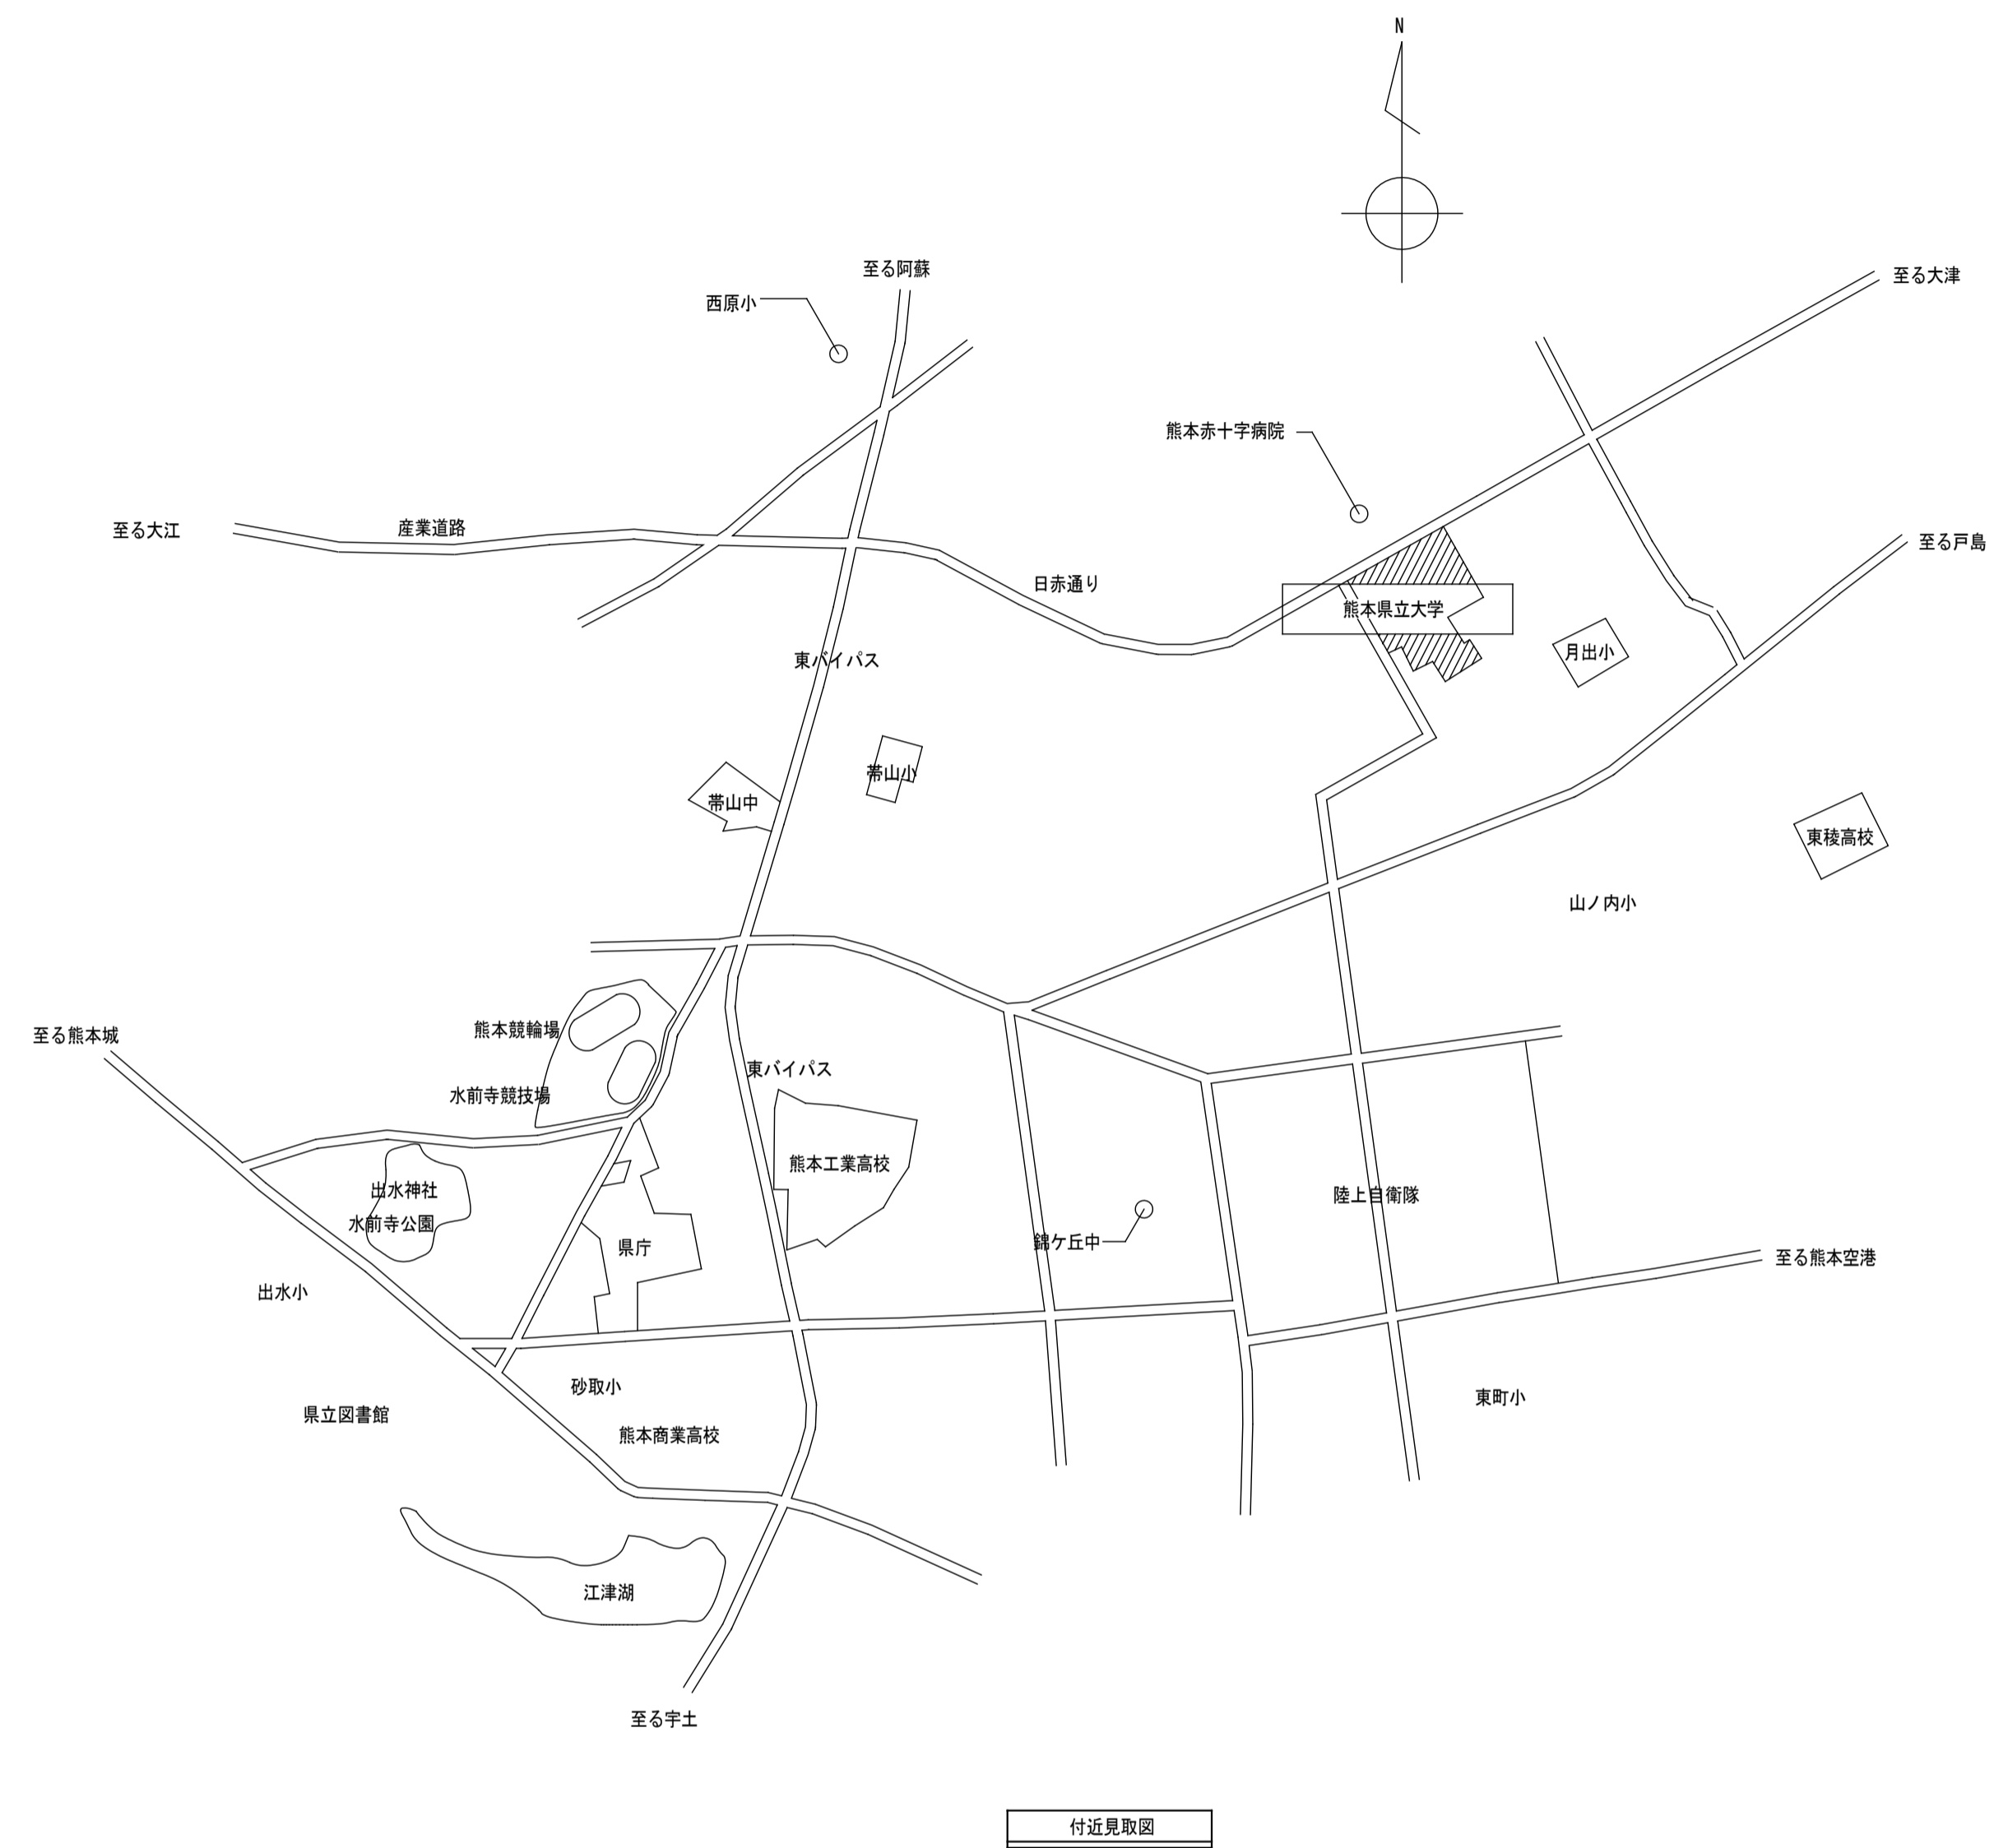 N
至る阿蘇
至る大津
西原小
熊本赤十字病院
至る大江
産業道路
至る戸島
日赤通り
熊本県立大学
月出小
東バイパス
帯山小
帯山中
東稜高校
山ノ内小
熊本競輪場
至る熊本城
東バイパス
水前寺競技場
熊本工業高校
出水神社
陸上自衛隊
水前寺公園
県庁
錦ケ丘中
至る熊本空港
出水小
砂取小
東町小
県立図書館
熊本商業高校
江津湖
至る宇土
付近見取図